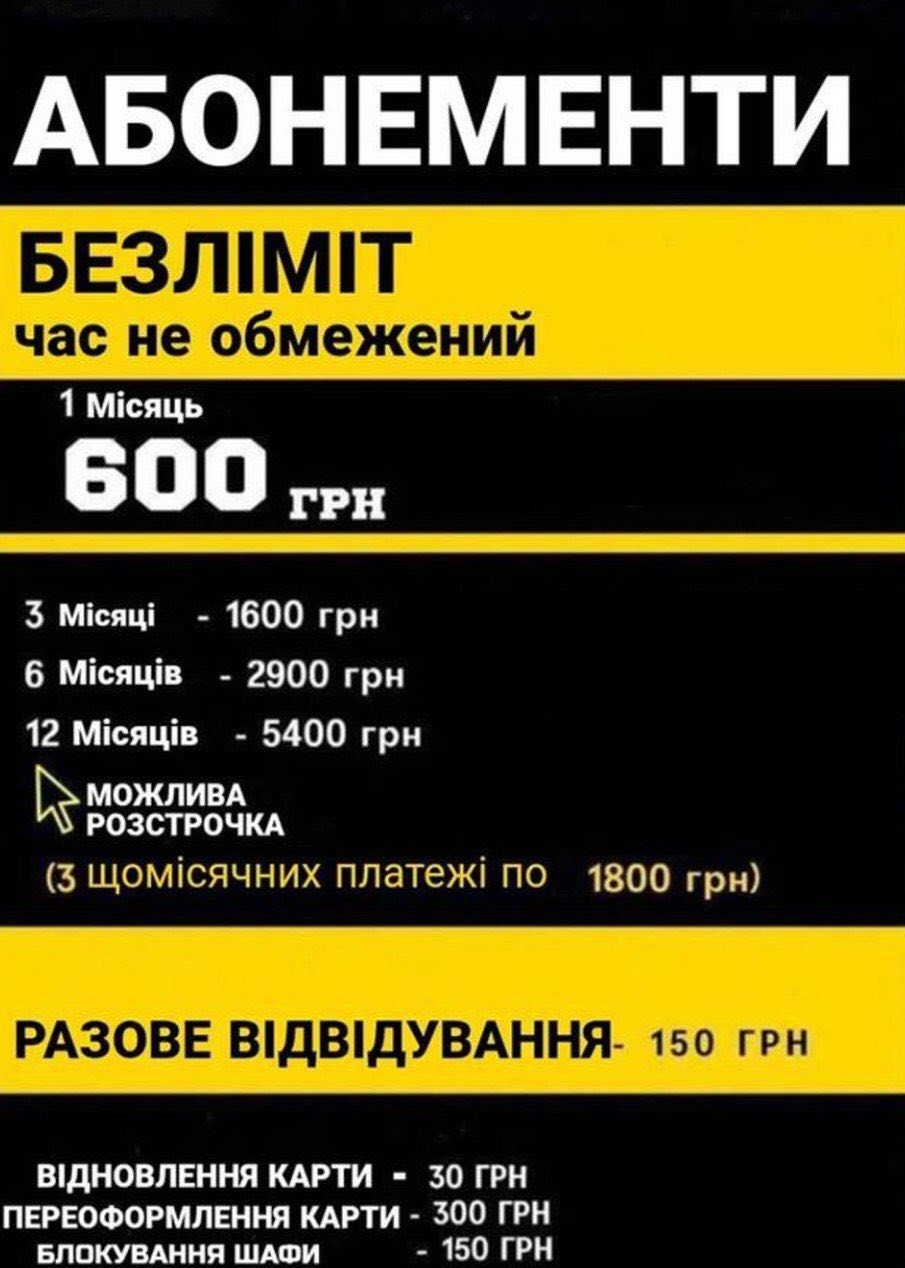 АБОНЕМЕНТИ
БЕЗЛІМІТ
час не обмежений
1 Місяць
600 ГРН
3 Місяці - 1600 грн
6 Місяців - 2900 грн
12 Місяців - 5400 грн
МОЖЛИВА
РОЗСТРОЧКА
(3 щомісячних платежі по 1800 грн)
РАЗОВЕ ВІДВІДУВАННЯ- 150 ГРН
ВІДНОВЛЕННЯ КАРТИ - 30 ГРН
ПЕРЕОФОРМЛЕННЯ КАРТИ - 300 ГРН
БЛОКУВАННЯ ШАФИ - 150 ГРН